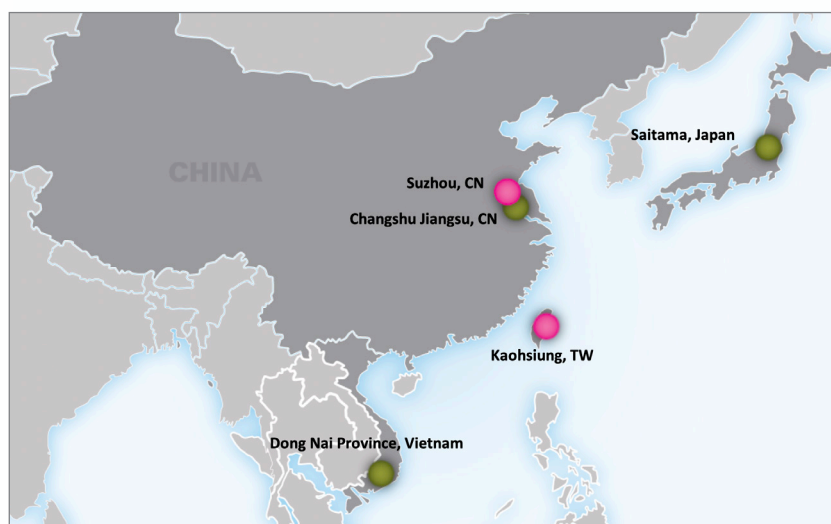 Saitama, Japan
CHINA
Suzhou, CN
Changshu Jiangsu, CN
Kaohsiung, TW
Dong Nai Province, Vietnam